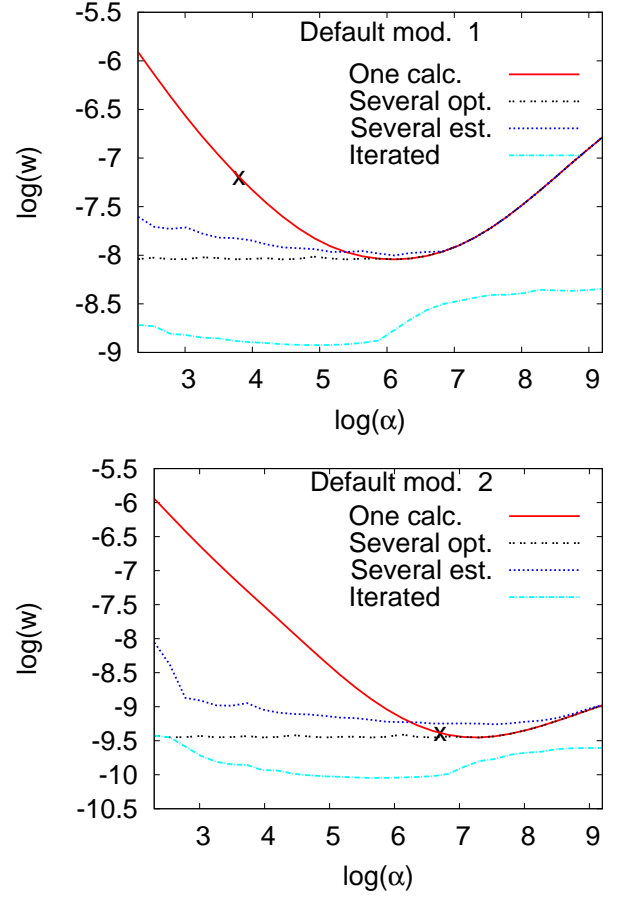 -5.5
Default mod. 1
-6
One calc.
-6.5
Several opt.
Several est.
-7
Iterated
log(w)
-7.5
X
-8
-8.5
-9
3 4 5 6 7 8 9
log(α)
-5.5
Default mod. 2
-6
One calc.
-6.5
Several opt.
-7
Several est.
-7.5
Iterated
log(w)
-8
-8.5
-9
X
-9.5
-10
-10.5
3 4 5 6 7 8 9
log(α)